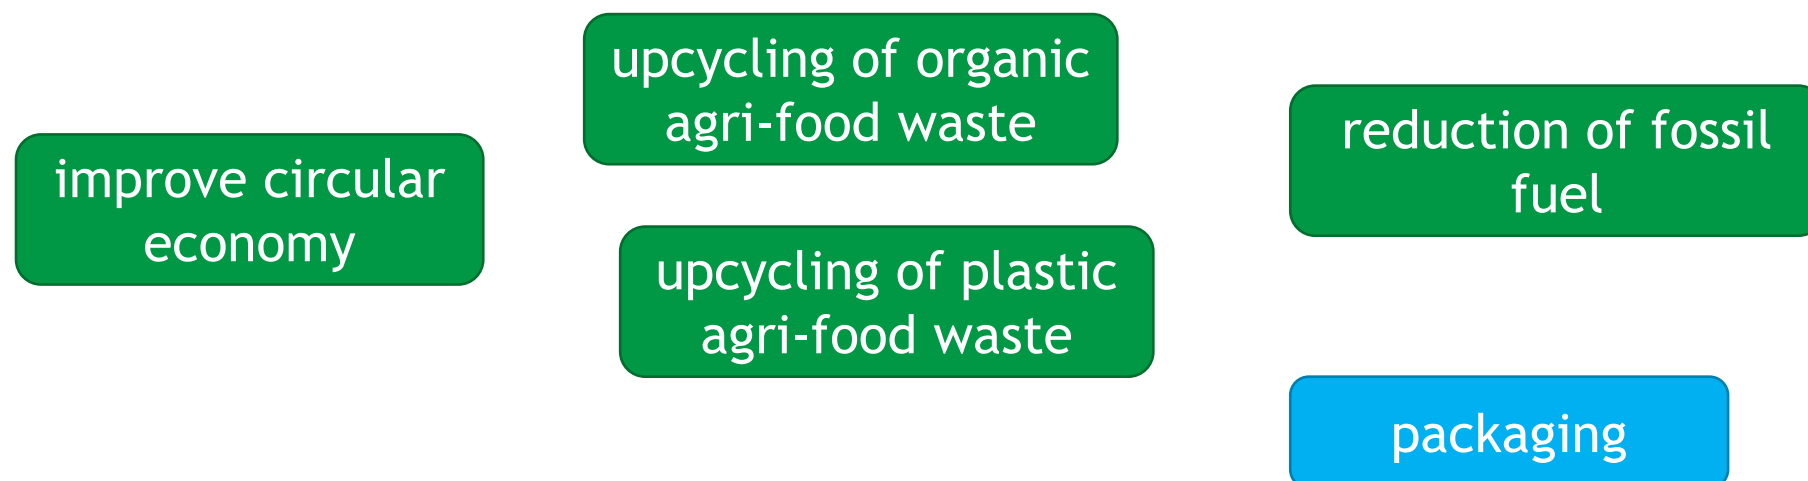 improve circular
economy
upcycling of organic
agri-food waste
upcycling of plastic
agri-food waste
reduction of fossil
fuel
packaging